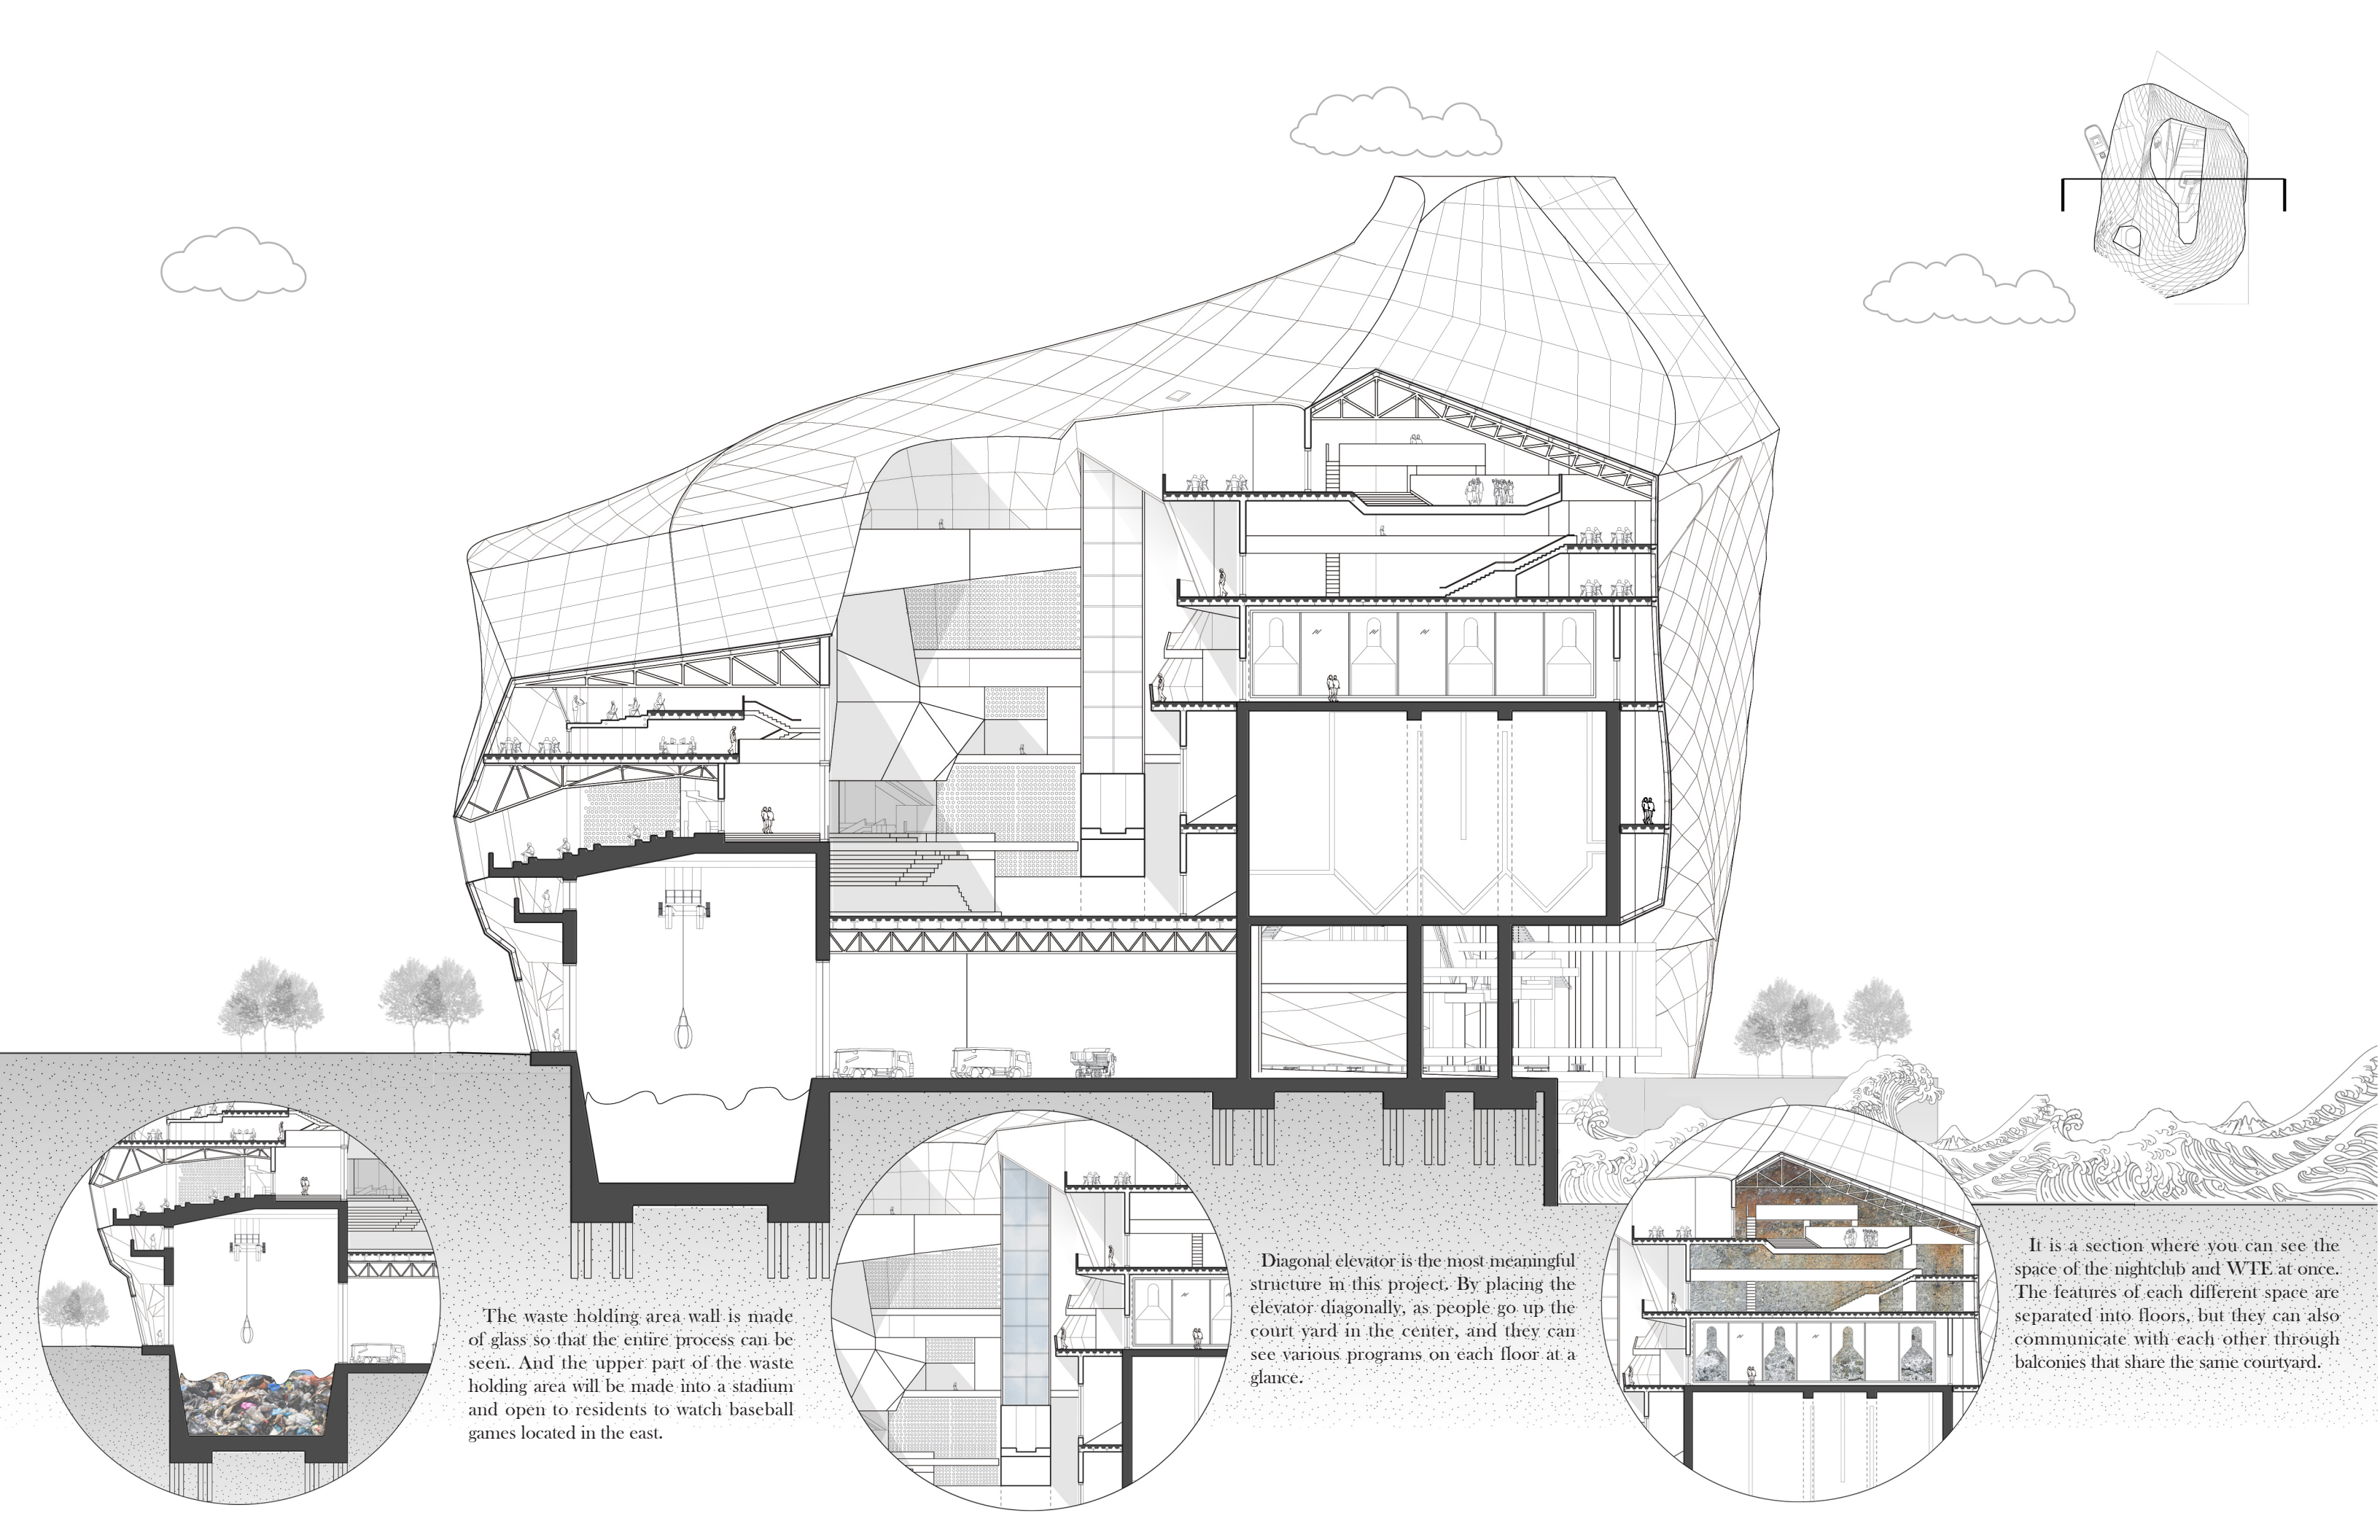 The waste holding area wall is made
of glass so that the entire process can be
seen. And the upper part of the waste
holding area will be made into a stadium
and open to residents to watch baseball
games located in the east.
Diagonal elevator is the most meaningful
structure in this project. By placing the
elevator diagonally, as people go up the
court yard in the center, and they can
see various programs on each floor at a
glance.
It is a section where you can see the
space of the nightclub and WTE at once.
The features of each different space are
separated into floors, but they can also
communicate with each other through
balconies that share the same courtyard.